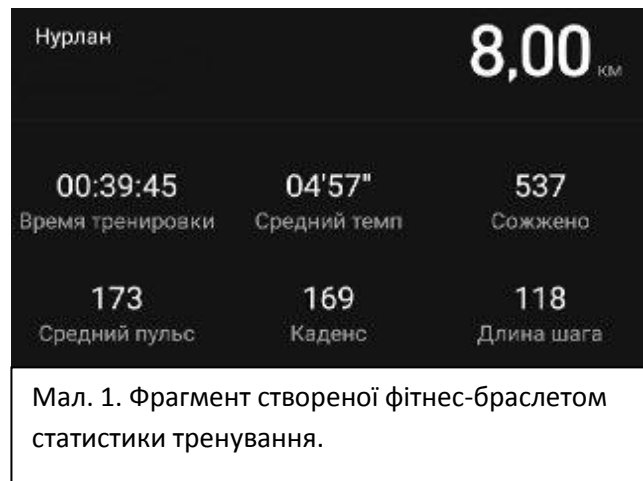 Нурлан
8,00 км
00:39:45 04'57" 537
Время тренировки Средний темп Сожжено
173 169 118
Средний пульс Каденс Длина шага
Мал. 1. Фрагмент створеної фітнес-браслетом
статистики тренування.